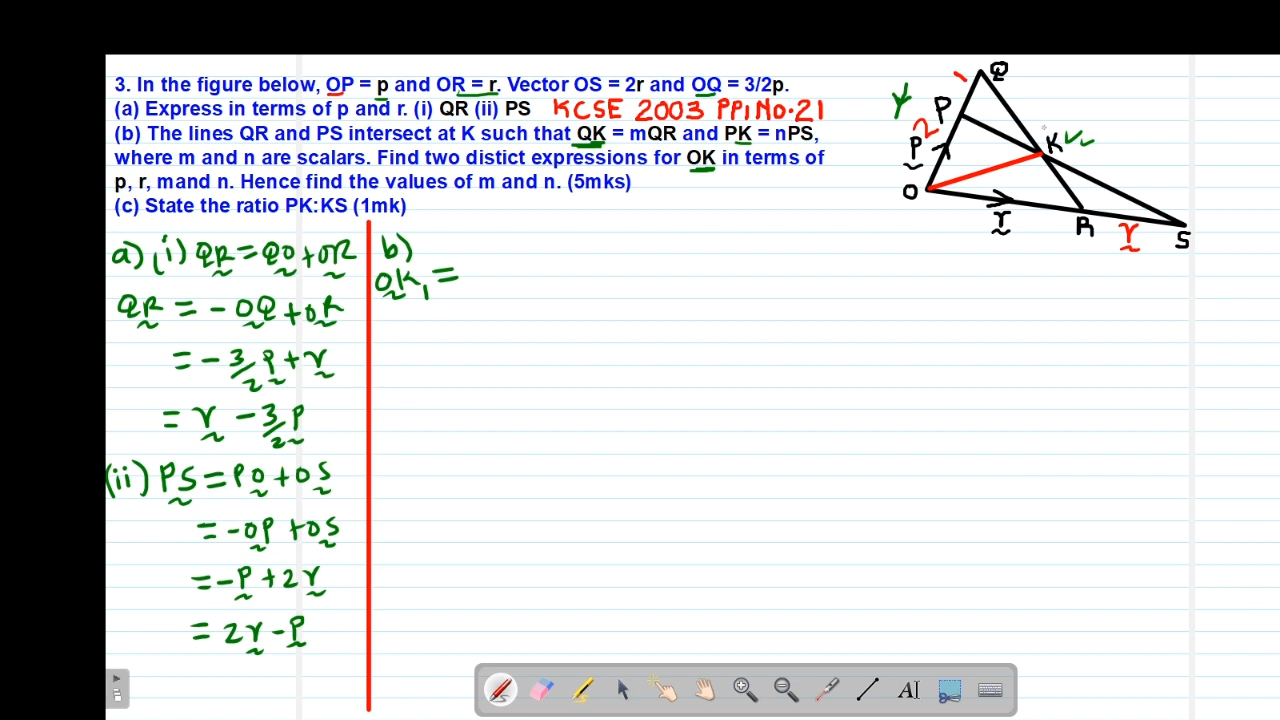 3. In the figure below, OP = p and OR = r. Vector OS = 2r and OQ = 3/2p.
(a) Express in terms of p and r. (i) QR (ii) PS KCSE 2003 PP1 No.21
(b) The lines QR and PS intersect at K such that QK = mQR and PK = nPS,
where m and n are scalars. Find two distict expressions for OK in terms of
p, r, mand n. Hence find the values of m and n. (5mks)
(c) State the ratio PK:KS (1mk)
Q
P
2
P
K
O
r
R
r
S
a) (i) QR = QO + OR
QR = - OQ + OR
= - 3/2 P + r
= r - 3/2 P
(ii) PS = PO + OS
= -OP + OS
= -P + 2r
= 2r - P
b)
OK1 =
AI